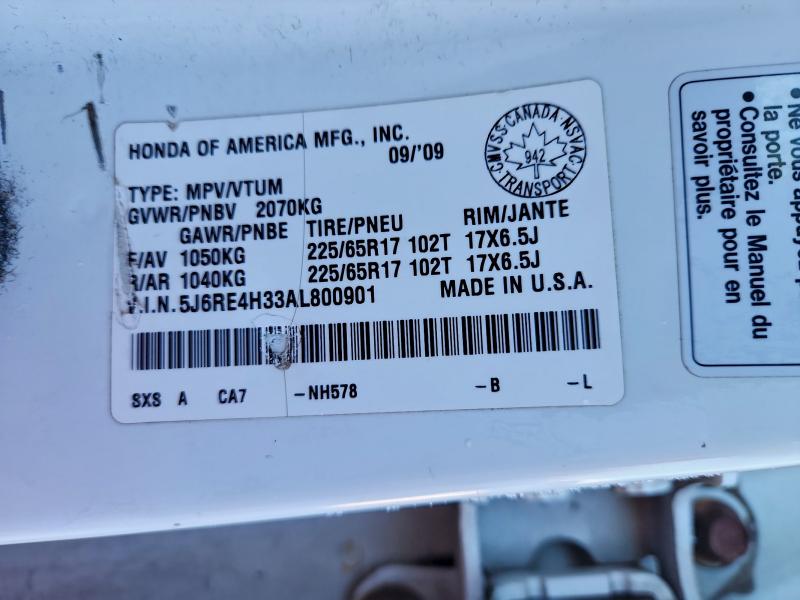 HONDA OF AMERICA MFG., INC.
09/'09
CMVSS·CANADA·NSVAC·TRANSPORT·
942
TYPE: MPV/VTUM
GVWR/PNBV 2070KG
GAWR/PNBE TIRE/PNEU RIM/JANTE
F/AV 1050KG 225/65R17 102T 17X6.5J
R/AR 1040KG 225/65R17 102T 17X6.5J
V.I.N. 5J6RE4H33AL800901 MADE IN U.S.A.
SXS A CA7 -NH578 -B -L
• Ne vous
la porte.
• Consultez le Manuel du
propriétaire pour en
savoir plus.